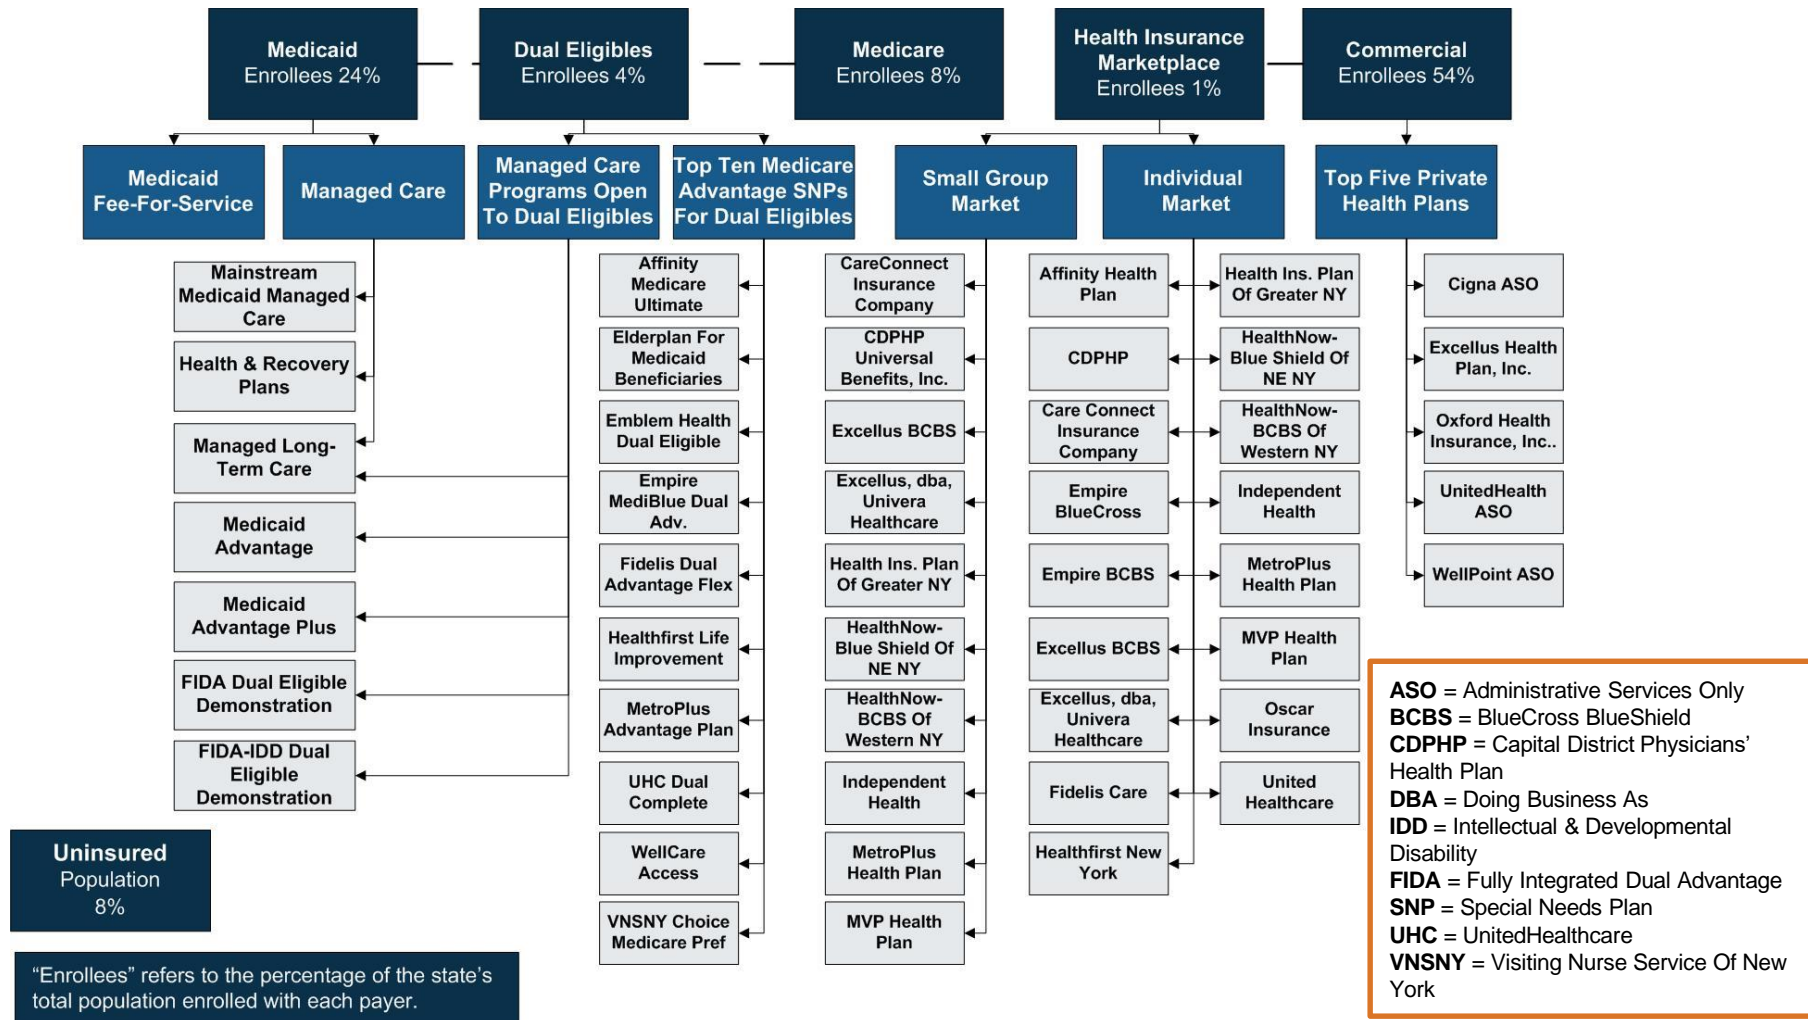 Medicaid
Enrollees 24%
Dual Eligibles
Enrollees 4%
Medicare
Enrollees 8%
Health Insurance
Marketplace
Enrollees 1%
Commercial
Enrollees 54%
Medicaid
Fee-For-Service
Managed Care
Managed Care
Programs Open
To Dual Eligibles
Top Ten Medicare
Advantage SNPs
For Dual Eligibles
Small Group
Market
Individual
Market
Top Five Private
Health Plans
Mainstream
Medicaid Managed
Care
Health & Recovery
Plans
Managed Long-
Term Care
Medicaid
Advantage
Medicaid
Advantage Plus
FIDA Dual Eligible
Demonstration
FIDA-IDD Dual
Eligible
Demonstration
Affinity
Medicare
Ultimate
Elderplan For
Medicaid
Beneficiaries
Emblem Health
Dual Eligible
Empire
MediBlue Dual
Adv.
Fidelis Dual
Advantage Flex
Healthfirst Life
Improvement
MetroPlus
Advantage Plan
UHC Dual
Complete
WellCare
Access
VNSNY Choice
Medicare Pref
CareConnect
Insurance
Company
CDPHP
Universal
Benefits, Inc.
Excellus BCBS
Excellus, dba,
Univera
Healthcare
Health Ins. Plan
Of Greater NY
HealthNow-
Blue Shield Of
NE NY
HealthNow-
BCBS Of
Western NY
Independent
Health
MetroPlus
Health Plan
MVP Health
Plan
Affinity Health
Plan
CDPHP
Care Connect
Insurance
Company
Empire
BlueCross
Empire BCBS
Excellus BCBS
Excellus, dba,
Univera
Healthcare
Fidelis Care
Healthfirst New
York
Health Ins. Plan
Of Greater NY
HealthNow-
Blue Shield Of
NE NY
HealthNow-
BCBS Of
Western NY
Independent
Health
MetroPlus
Health Plan
MVP Health
Plan
Oscar
Insurance
United
Healthcare
Cigna ASO
Excellus Health
Plan, Inc.
Oxford Health
Insurance, Inc..
UnitedHealth
ASO
WellPoint ASO
Uninsured
Population
8%
"Enrollees" refers to the percentage of the state's
total population enrolled with each payer.
ASO = Administrative Services Only
BCBS = BlueCross BlueShield
CDPHP = Capital District Physicians'
Health Plan
DBA = Doing Business As
IDD = Intellectual & Developmental
Disability
FIDA = Fully Integrated Dual Advantage
SNP = Special Needs Plan
UHC = UnitedHealthcare
VNSNY = Visiting Nurse Service Of New
York